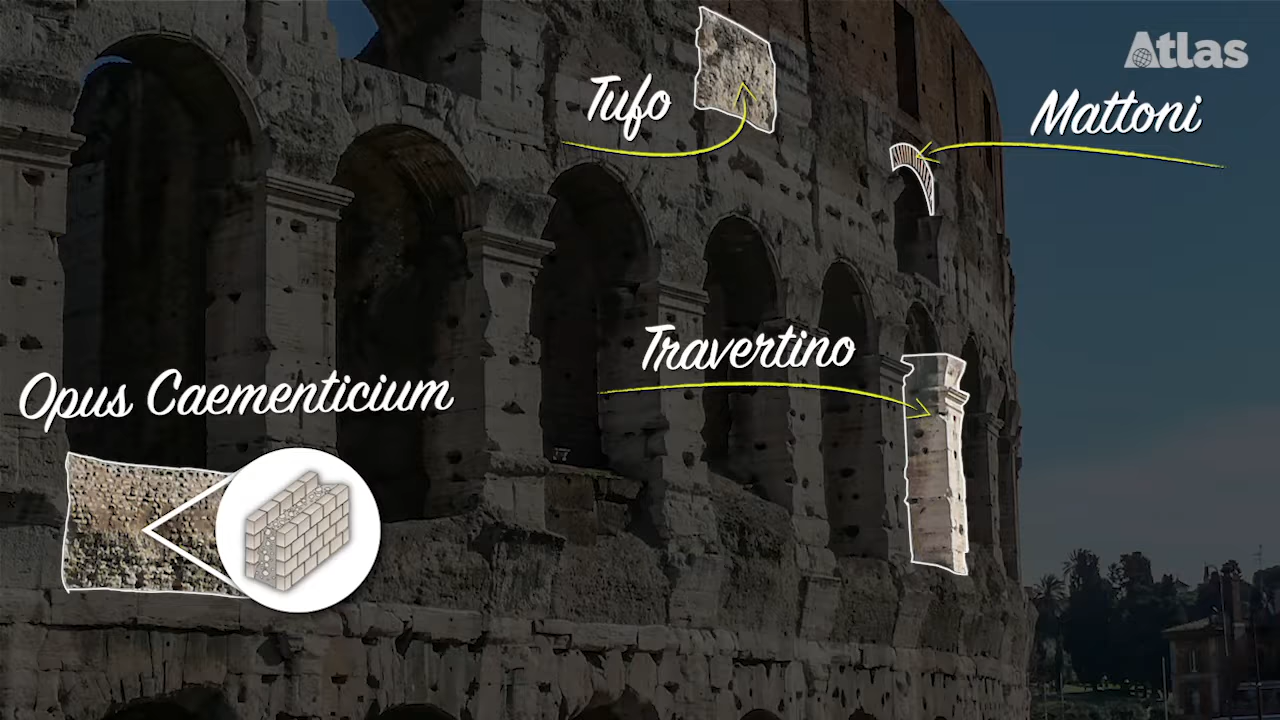 Atlas
Tufo
Mattoni
Travertino
Opus Caementicium